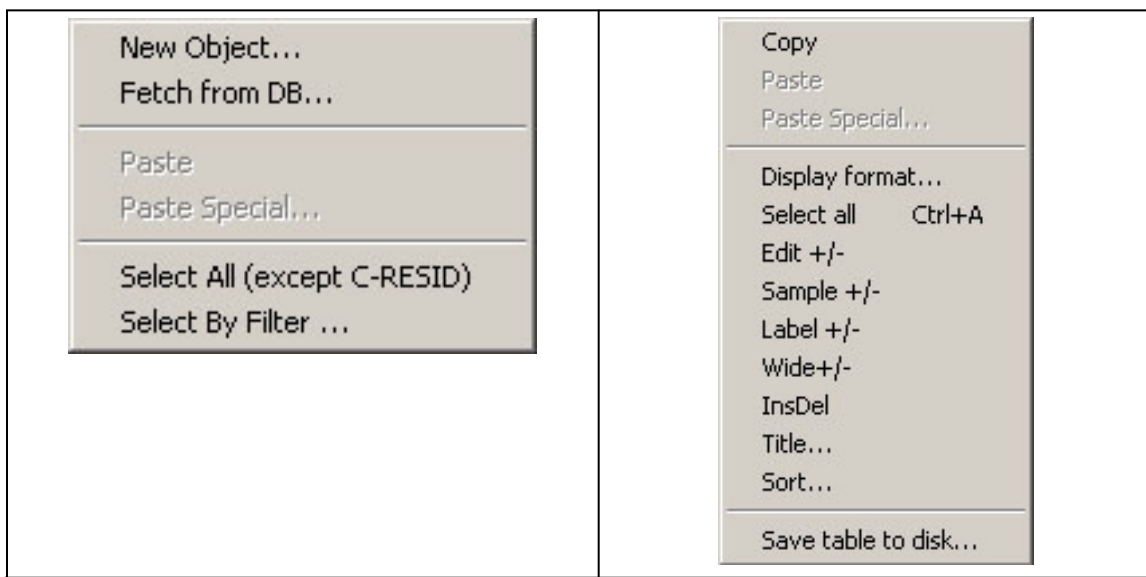 New Object...
Fetch from DB...
Paste
Paste Special...
Select All (except C-RESID)
Select By Filter ...
Copy
Paste
Paste Special...
Display format...
Select all Ctrl+A
Edit +/-
Sample +/-
Label +/-
Wide+/-
InsDel
Title...
Sort...
Save table to disk...